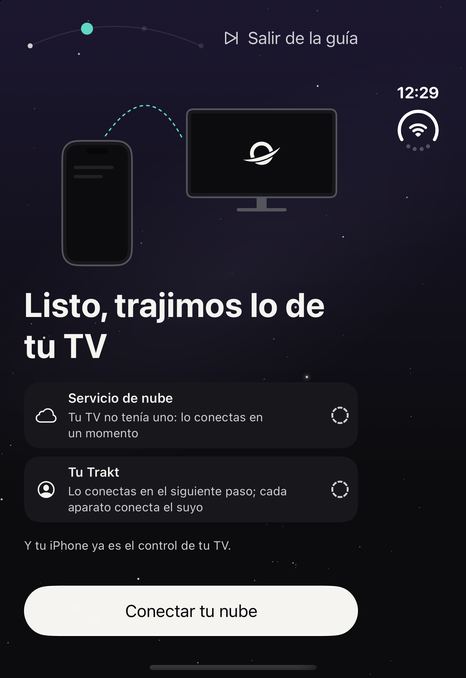 Salir de la guía
12:29
Listo, trajimos lo de
tu TV
Servicio de nube
Tu TV no tenía uno: lo conectas en
un momento
Tu Trakt
Lo conectas en el siguiente paso; cada
aparato conecta el suyo
Y tu iPhone ya es el control de tu TV.
Conectar tu nube